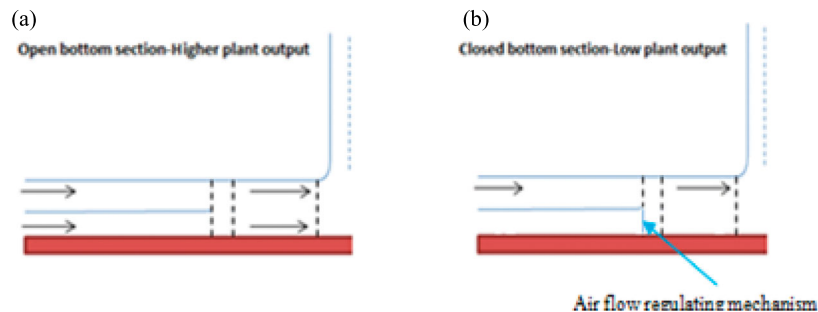 (a)
Open bottom section-Higher plant output
(b)
Closed bottom section-Low plant output
Air flow regulating mechanism